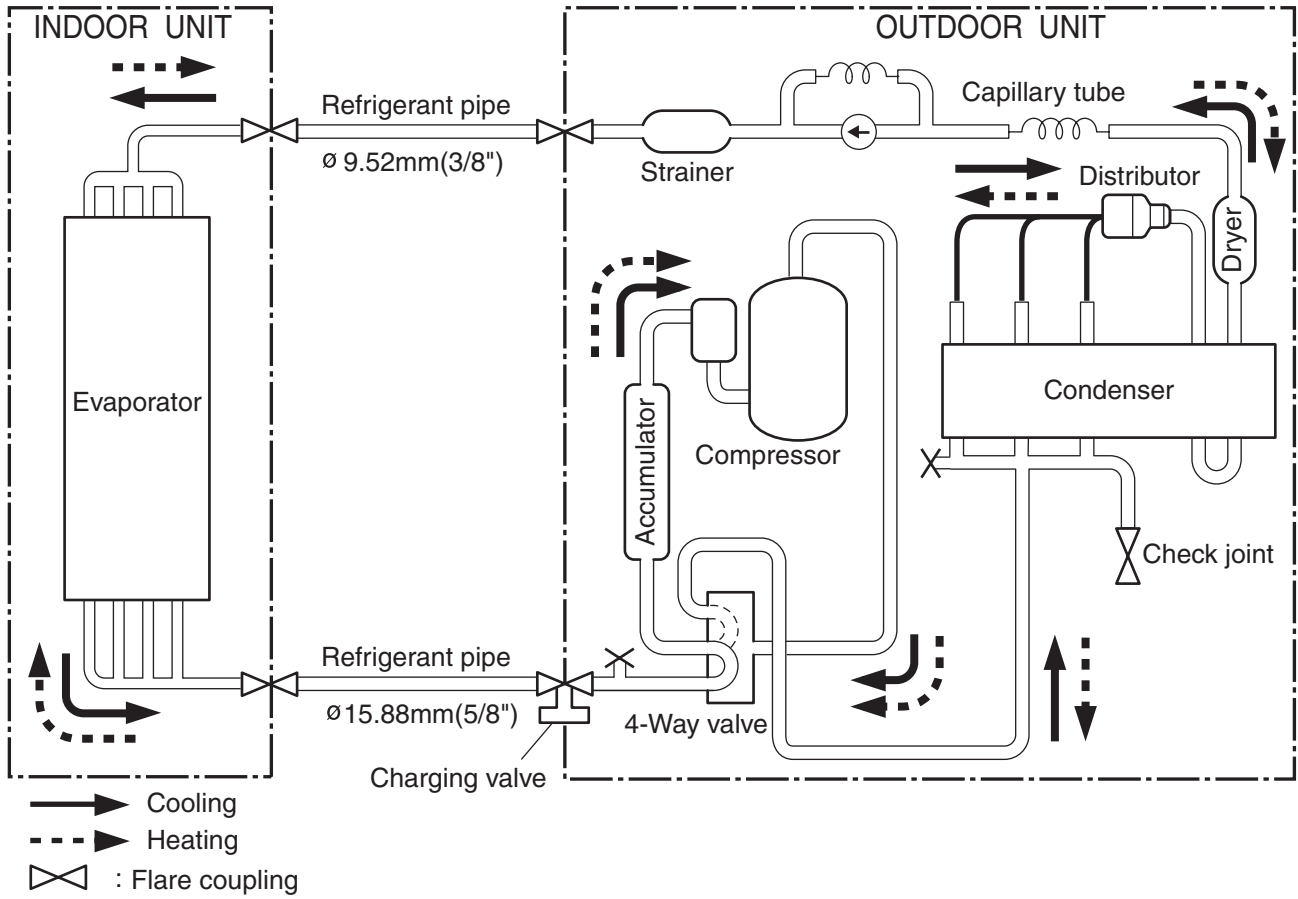 INDOOR UNIT
OUTDOOR UNIT
Refrigerant pipe
ø 9.52mm(3/8")
Strainer
Capillary tube
Distributor
Dryer
Evaporator
Accumulator
Compressor
Condenser
Check joint
Refrigerant pipe
ø 15.88mm(5/8")
4-Way valve
Charging valve
Cooling
Heating
: Flare coupling